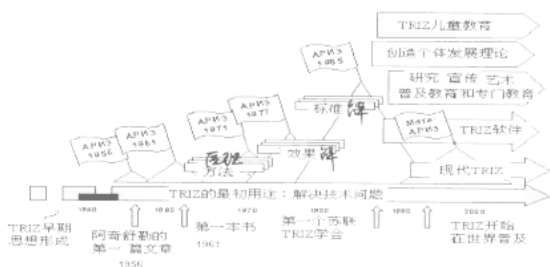 TRIZ儿童教育
创造个体发展理论
研究 宣传 艺术
普及教育和专门教育
TRIZ软件
现代TRIZ
АРИЗ
1985
标准
АРИЗ
1971
АРИЗ
1977
效果
Мета-
АРИЗ
АРИЗ
1956
АРИЗ
1961
方法
TRIZ的最初用途：解决技术问题
1970
2000
TRIZ早期
思想形成
阿奇舒勒的
第一篇文章
1956
第一本书
1961
第一个苏联
TRIZ学会
TRIZ开始
在世界普及